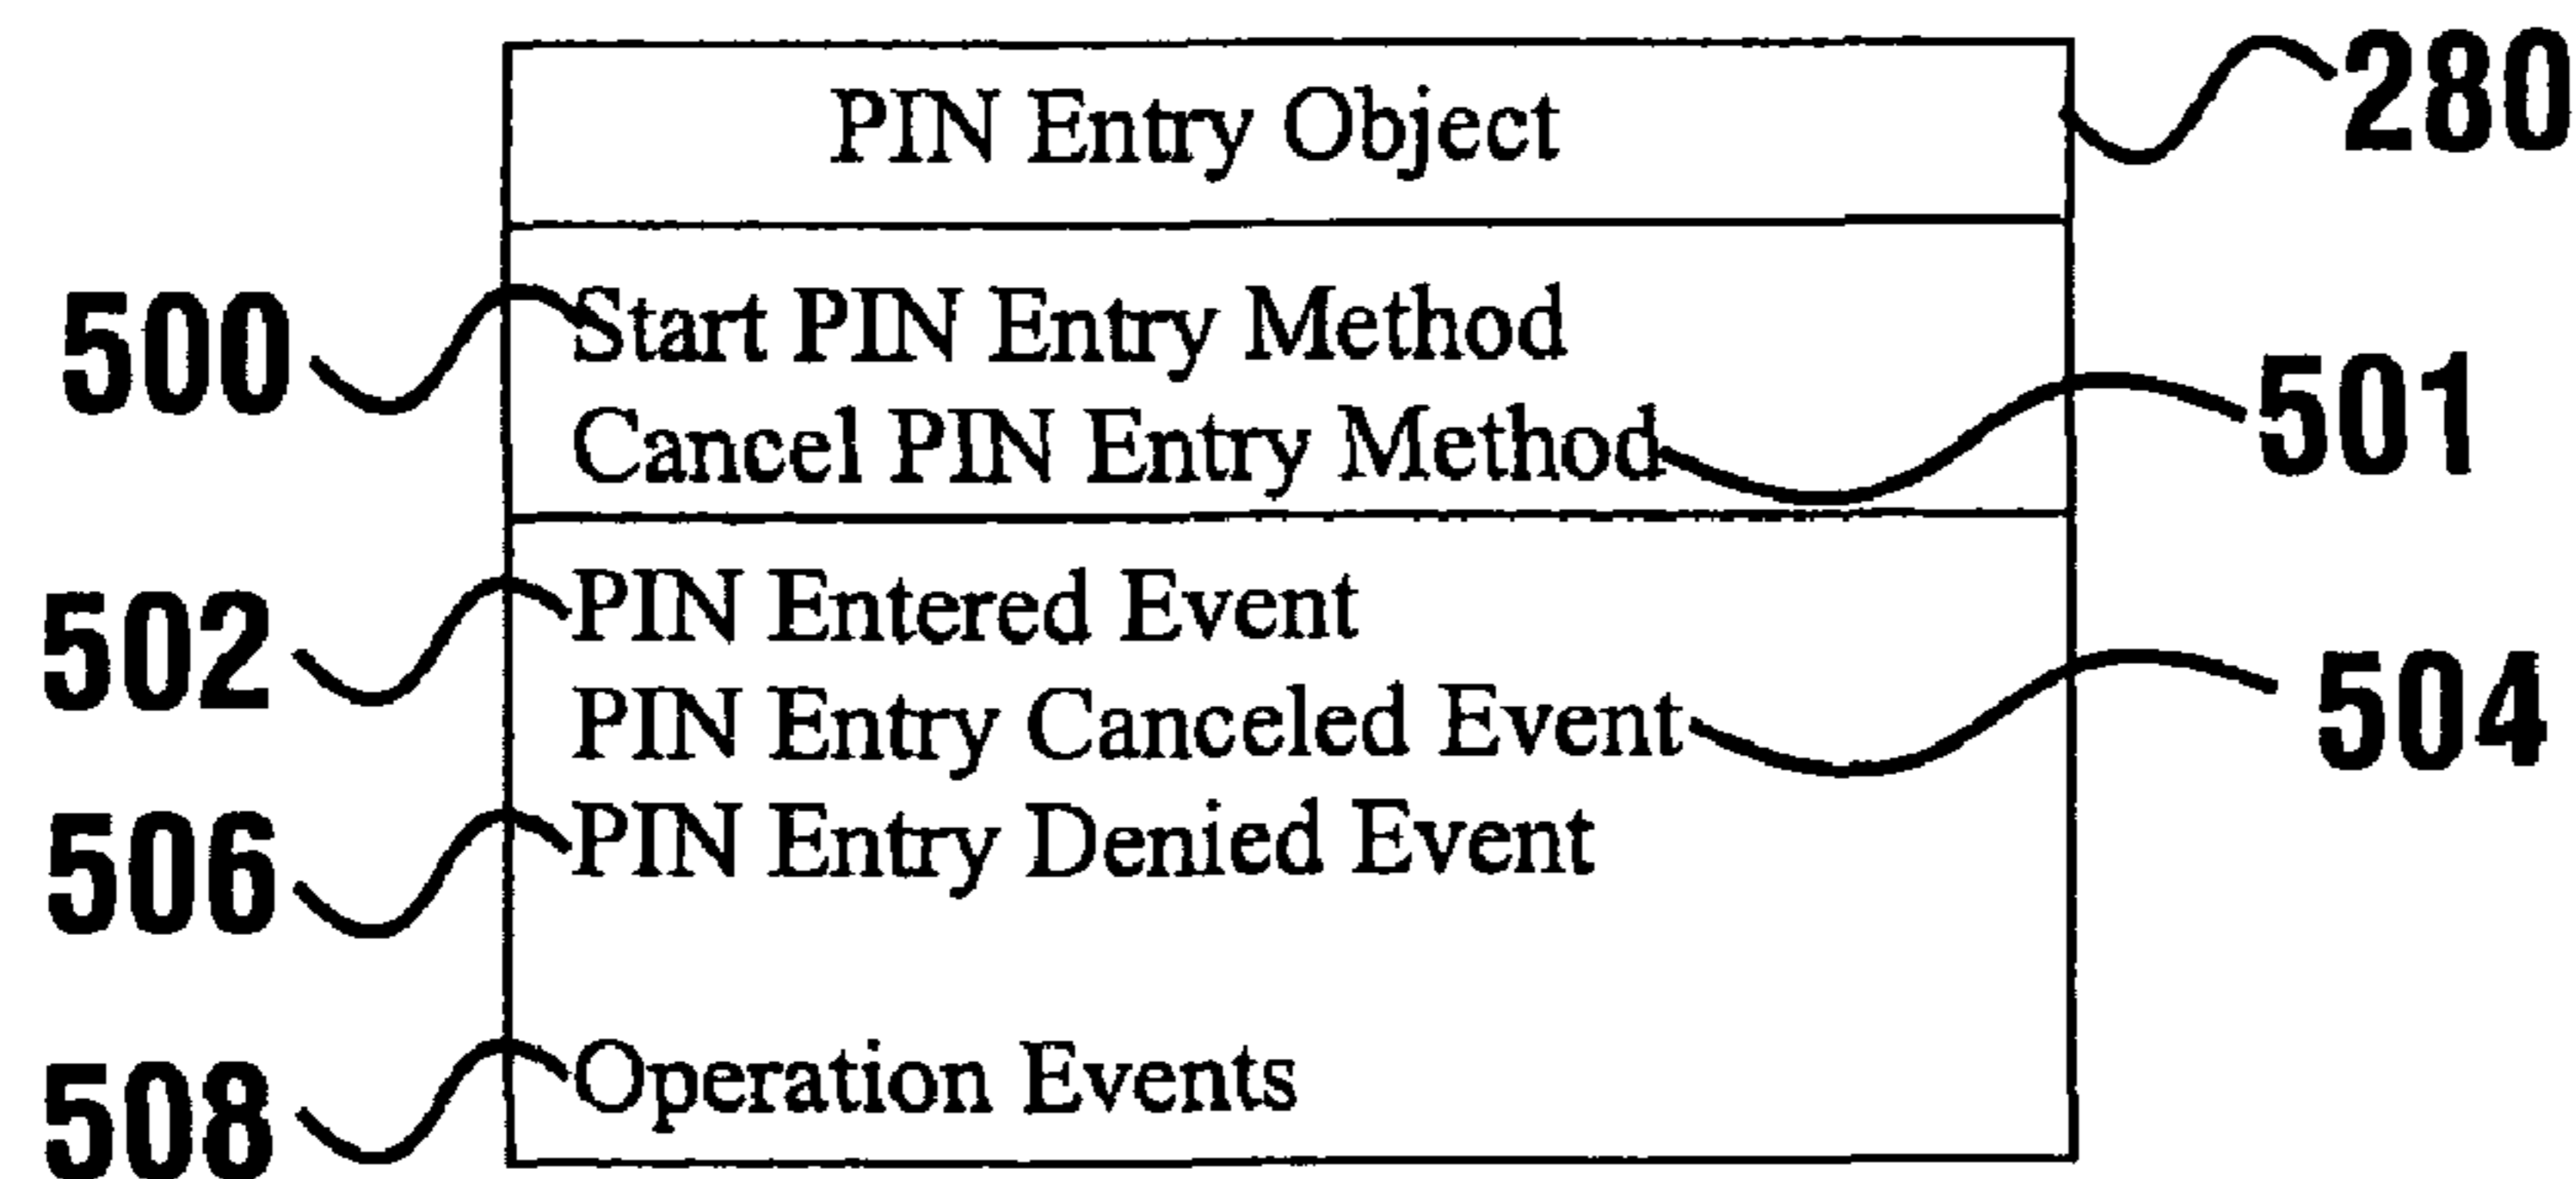 PIN Entry Object 280
500 Start PIN Entry Method
Cancel PIN Entry Method 501
502 PIN Entered Event
PIN Entry Canceled Event 504
506 PIN Entry Denied Event
508 Operation Events